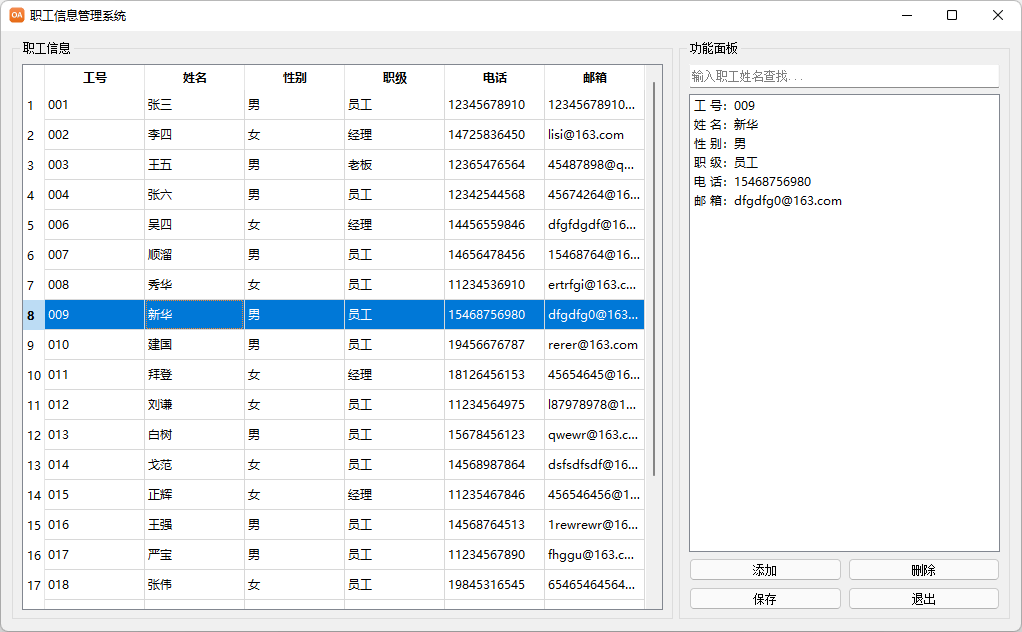 OA 职工信息管理系统
职工信息
工号 姓名 性别 职级 电话 邮箱
1 001 张三 男 员工 12345678910 12345678910...
2 002 李四 女 经理 14725836450 lisi@163.com
3 003 王五 男 老板 12365476564 45487898@q...
4 004 张六 男 员工 12342544568 45674264@16...
5 006 吴四 女 经理 14456559846 dfgfdgdf@16...
6 007 顺溜 男 员工 14656478456 15468764@16...
7 008 秀华 女 员工 11234536910 ertrfgi@163.c...
8 009 新华 男 员工 15468756980 dfgdfg0@163...
9 010 建国 男 员工 19456676787 rerer@163.com
10 011 拜登 女 经理 18126456153 45654645@16...
11 012 刘谦 女 员工 11234564975 l87978978@1...
12 013 白树 男 员工 15678456123 qwewr@163.c...
13 014 戈范 女 员工 14568987864 dsfsdfsdf@16...
14 015 正辉 女 经理 11235467846 456546456@1...
15 016 王强 男 员工 14568764513 1rewrewr@16...
16 017 严宝 男 员工 11234567890 fhggu@163.c...
17 018 张伟 女 员工 19845316545 65465464564...
功能面板
输入职工姓名查找...
工 号：009
姓 名：新华
性 别：男
职 级：员工
电 话：15468756980
邮 箱：dfgdfg0@163.com
添加 删除
保存 退出